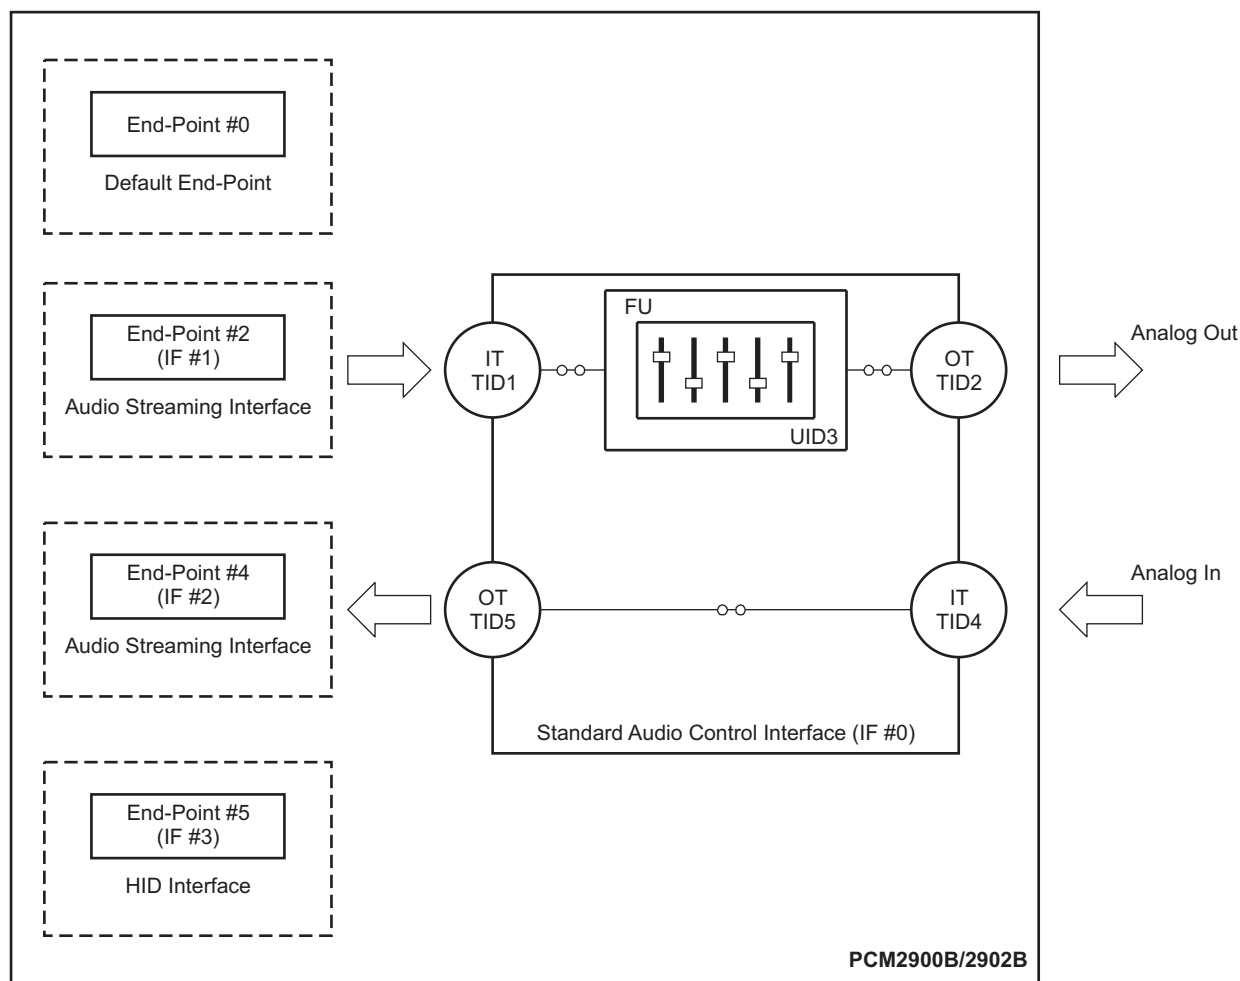 End-Point #0
Default End-Point
End-Point #2
(IF #1)
Audio Streaming Interface
IT
TID1
FU
UID3
OT
TID2
Analog Out
End-Point #4
(IF #2)
Audio Streaming Interface
OT
TID5
IT
TID4
Analog In
Standard Audio Control Interface (IF #0)
End-Point #5
(IF #3)
HID Interface
PCM2900B/2902B